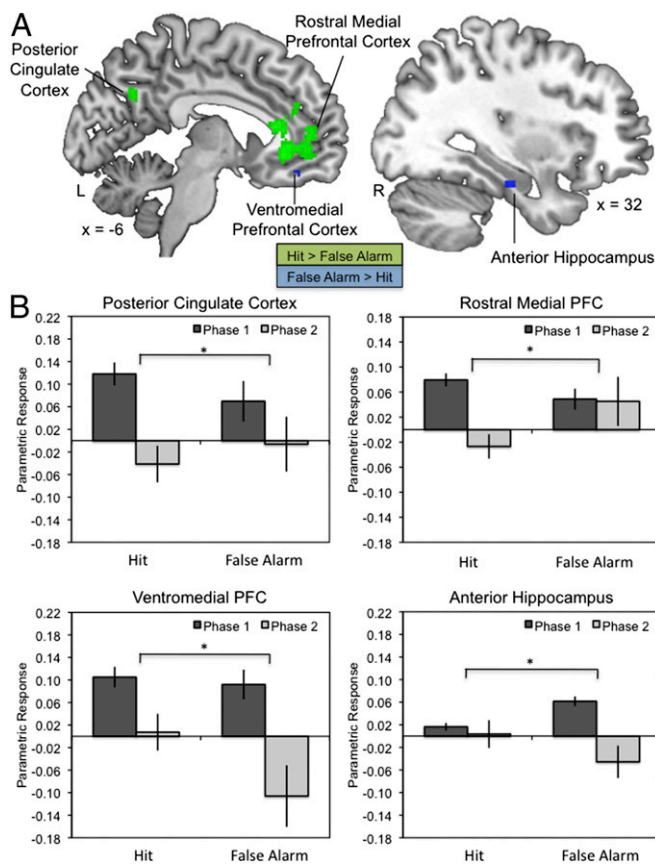 A
Posterior
Cingulate
Cortex
Rostral Medial
Prefrontal Cortex
L
x = -6
Ventromedial
Prefrontal Cortex
R
x = 32
Anterior Hippocampus
Hit > False Alarm
False Alarm > Hit
B
Posterior Cingulate Cortex
Parametric Response
0.22
0.17
0.12
0.07
0.02
-0.02
-0.06
-0.10
-0.14
-0.18
Phase 1
Phase 2
*
Hit
False Alarm
Rostral Medial PFC
Parametric Response
0.18
0.14
0.10
0.06
0.02
-0.02
-0.06
-0.10
-0.14
-0.18
Phase 1
Phase 2
*
Hit
False Alarm
Ventromedial PFC
Parametric Response
0.22
0.18
0.14
0.10
0.06
0.02
-0.02
-0.06
-0.10
-0.14
-0.18
Phase 1
Phase 2
*
Hit
False Alarm
Anterior Hippocampus
Parametric Response
0.22
0.18
0.14
0.10
0.06
0.02
-0.02
-0.06
-0.10
-0.14
-0.18
Phase 1
Phase 2
*
Hit
False Alarm